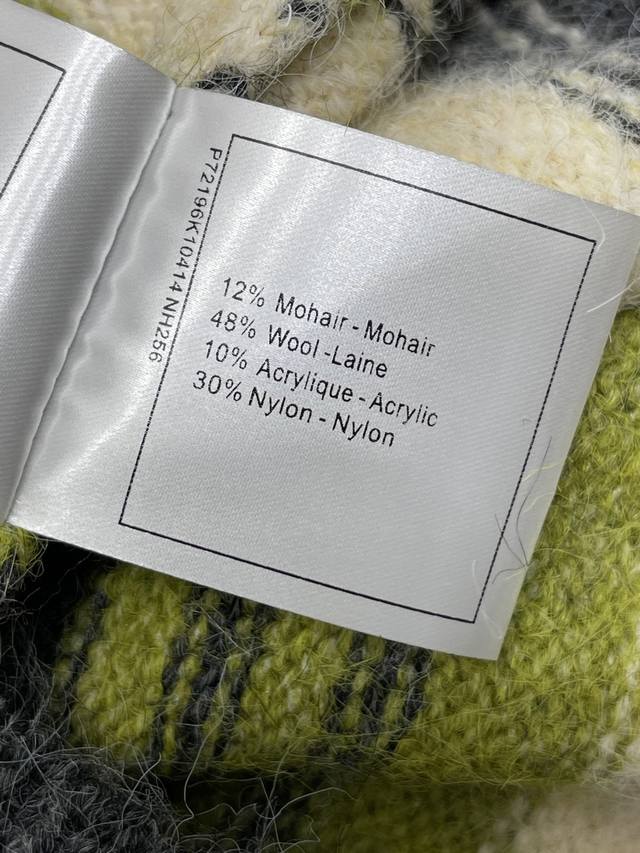 P72196K10414 NH256
12% Mohair - Mohair
48% Wool -Laine
10% Acrylique - Acrylic
30% Nylon - Nylon